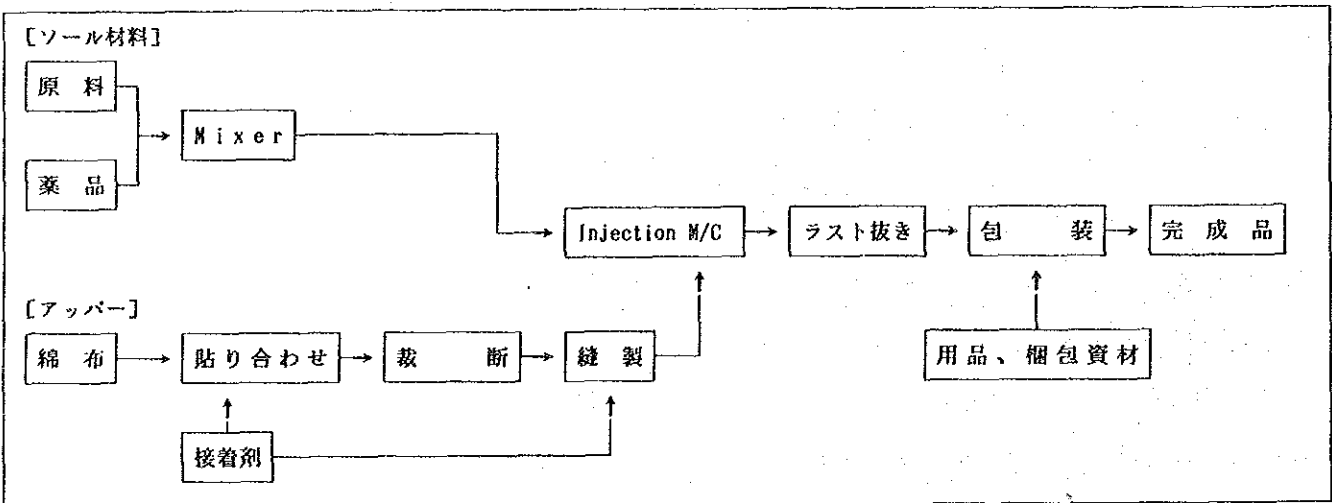 ［ソール材料］
原料
Mixer
薬品
Injection M/C
ラスト抜き
包装
完成品
［アッパー］
綿布
貼り合わせ
裁断
縫製
用品、梱包資材
接着剤